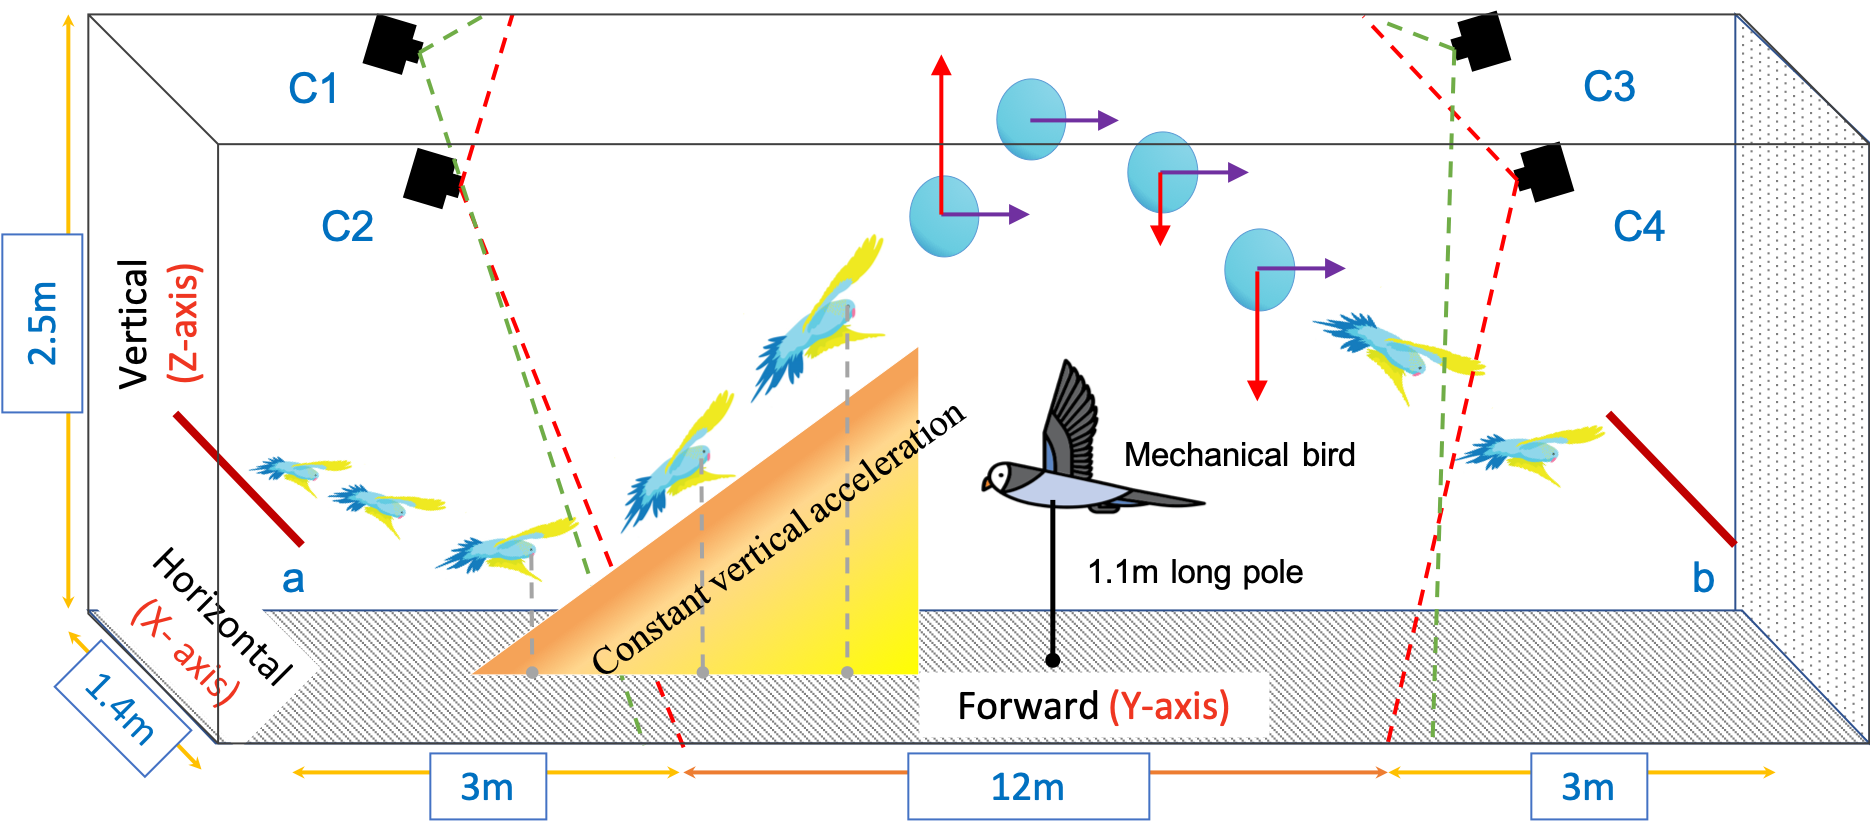 C1
C3
C2
C4
2.5m
Vertical
(Z-axis)
Constant vertical acceleration
Mechanical bird
1.1m long pole
a
b
Horizontal
(X- axis)
1.4m
Forward (Y-axis)
3m
12m
3m